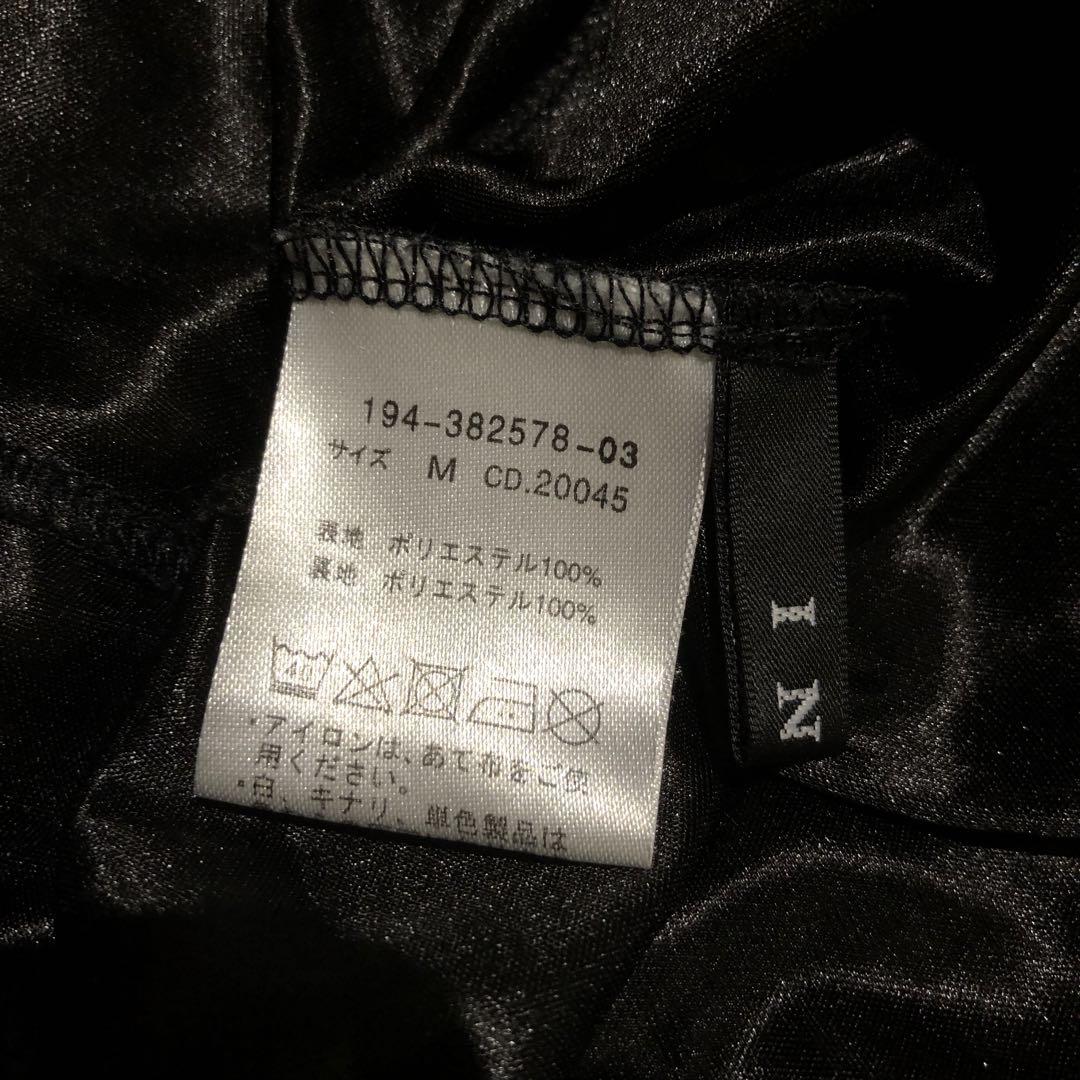 194-382578-03
サイズ M CD.20045
表地 ポリエステル100%
裏地 ポリエステル100%
40
・アイロンは、あて布をご使
用ください。
・白、キナリ、単色製品は
I N